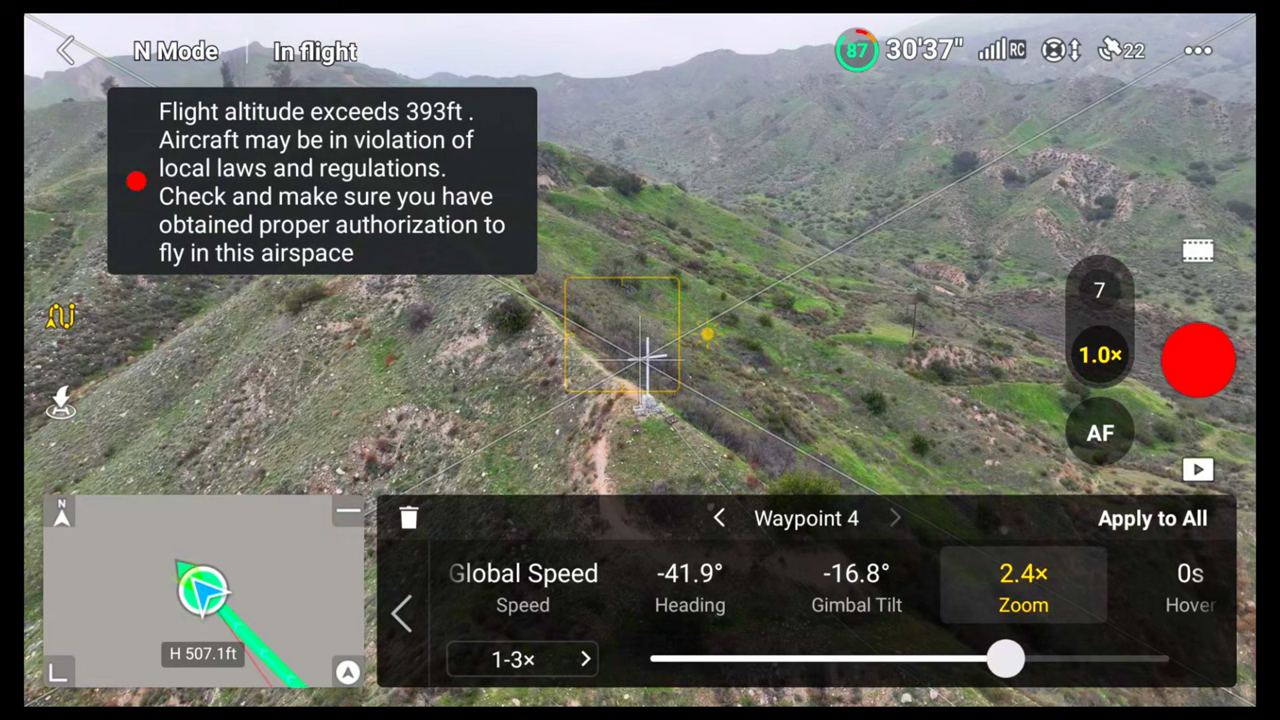 N Mode
In flight
87
30'37"
RC
22
Flight altitude exceeds 393ft .
Aircraft may be in violation of
local laws and regulations.
Check and make sure you have
obtained proper authorization to
fly in this airspace
7
1.0×
AF
N
H 507.1ft
Waypoint 4
Apply to All
Global Speed
Speed
-41.9°
Heading
-16.8°
Gimbal Tilt
2.4×
Zoom
0s
Hover
1-3×